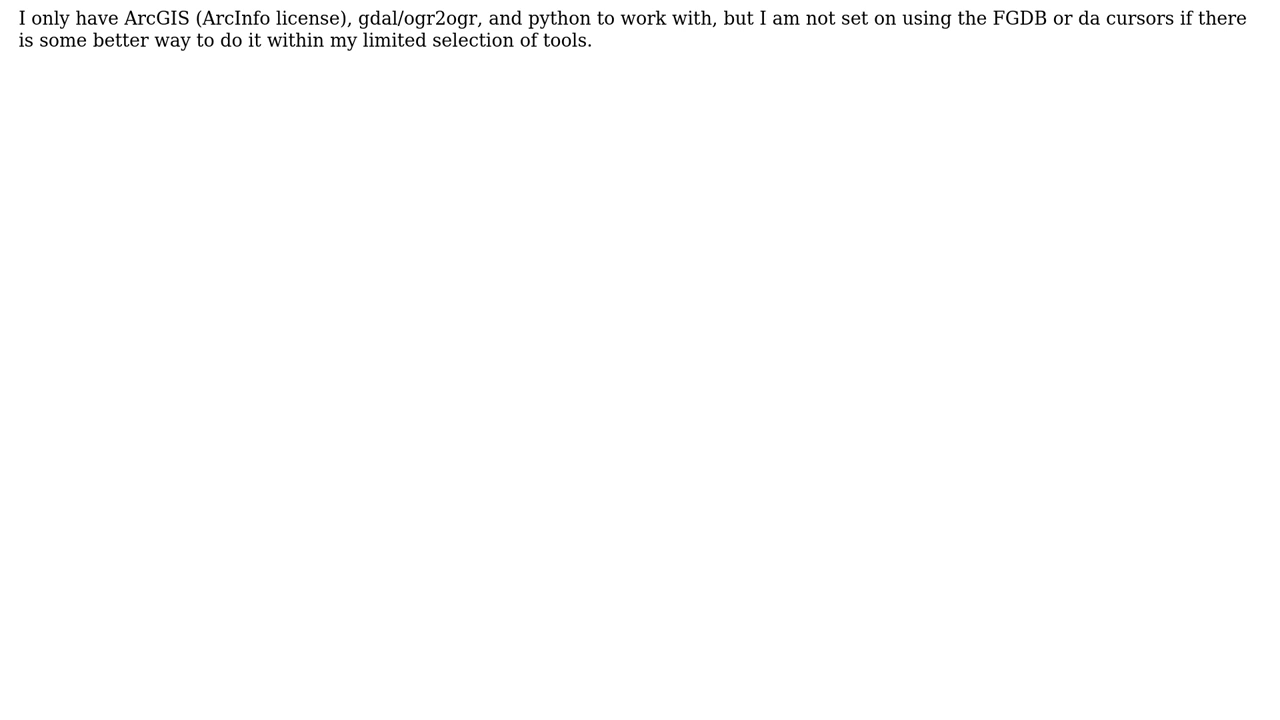 I only have ArcGIS (ArcInfo license), gdal/ogr2ogr, and python to work with, but I am not set on using the FGDB or da cursors if there
is some better way to do it within my limited selection of tools.